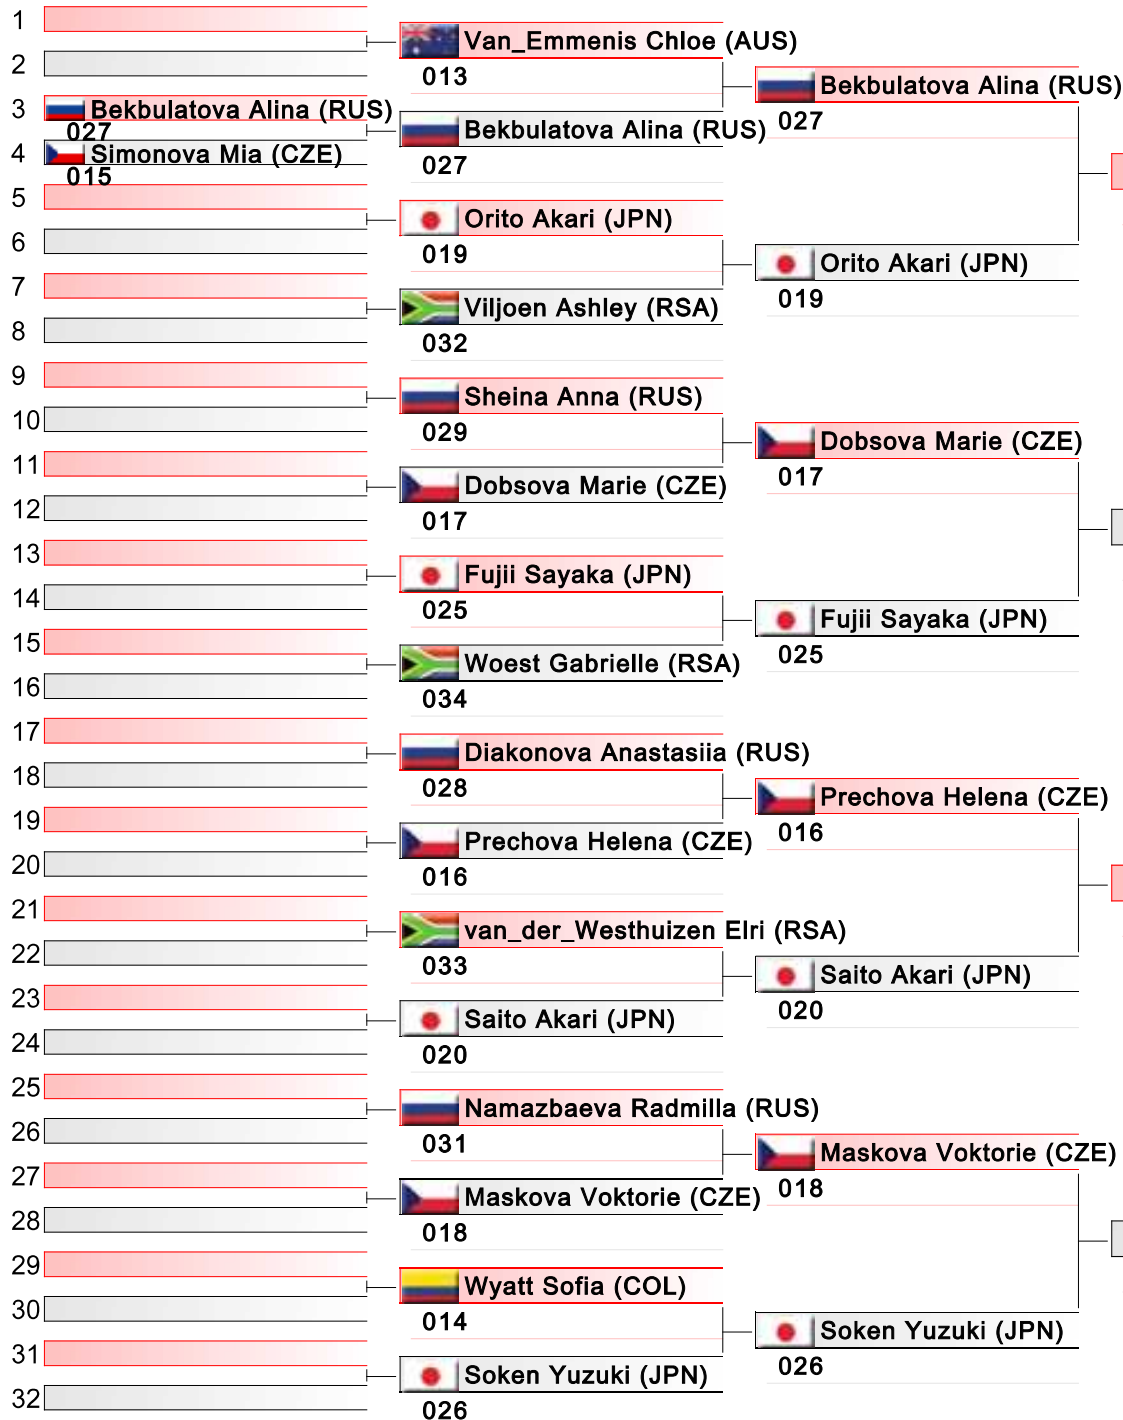 1
2
3 Bekbulatova Alina (RUS)
027
4 Simonova Mia (CZE)
015
5
6
7
8
9
10
11
12
13
14
15
16
17
18
19
20
21
22
23
24
25
26
27
28
29
30
31
32
Van_Emmenis Chloe (AUS)
013
Bekbulatova Alina (RUS)
027
Orito Akari (JPN)
019
Viljoen Ashley (RSA)
032
Sheina Anna (RUS)
029
Dobsova Marie (CZE)
017
Fujii Sayaka (JPN)
025
Woest Gabrielle (RSA)
034
Diakonova Anastasiia (RUS)
028
Prechova Helena (CZE)
016
van_der_Westhuizen Elri (RSA)
033
Saito Akari (JPN)
020
Namazbaeva Radmilla (RUS)
031
Maskova Voktorie (CZE)
018
Wyatt Sofia (COL)
014
Soken Yuzuki (JPN)
026
Bekbulatova Alina (RUS)
027
Orito Akari (JPN)
019
Dobsova Marie (CZE)
017
Fujii Sayaka (JPN)
025
Prechova Helena (CZE)
016
Saito Akari (JPN)
020
Maskova Voktorie (CZE)
018
Soken Yuzuki (JPN)
026